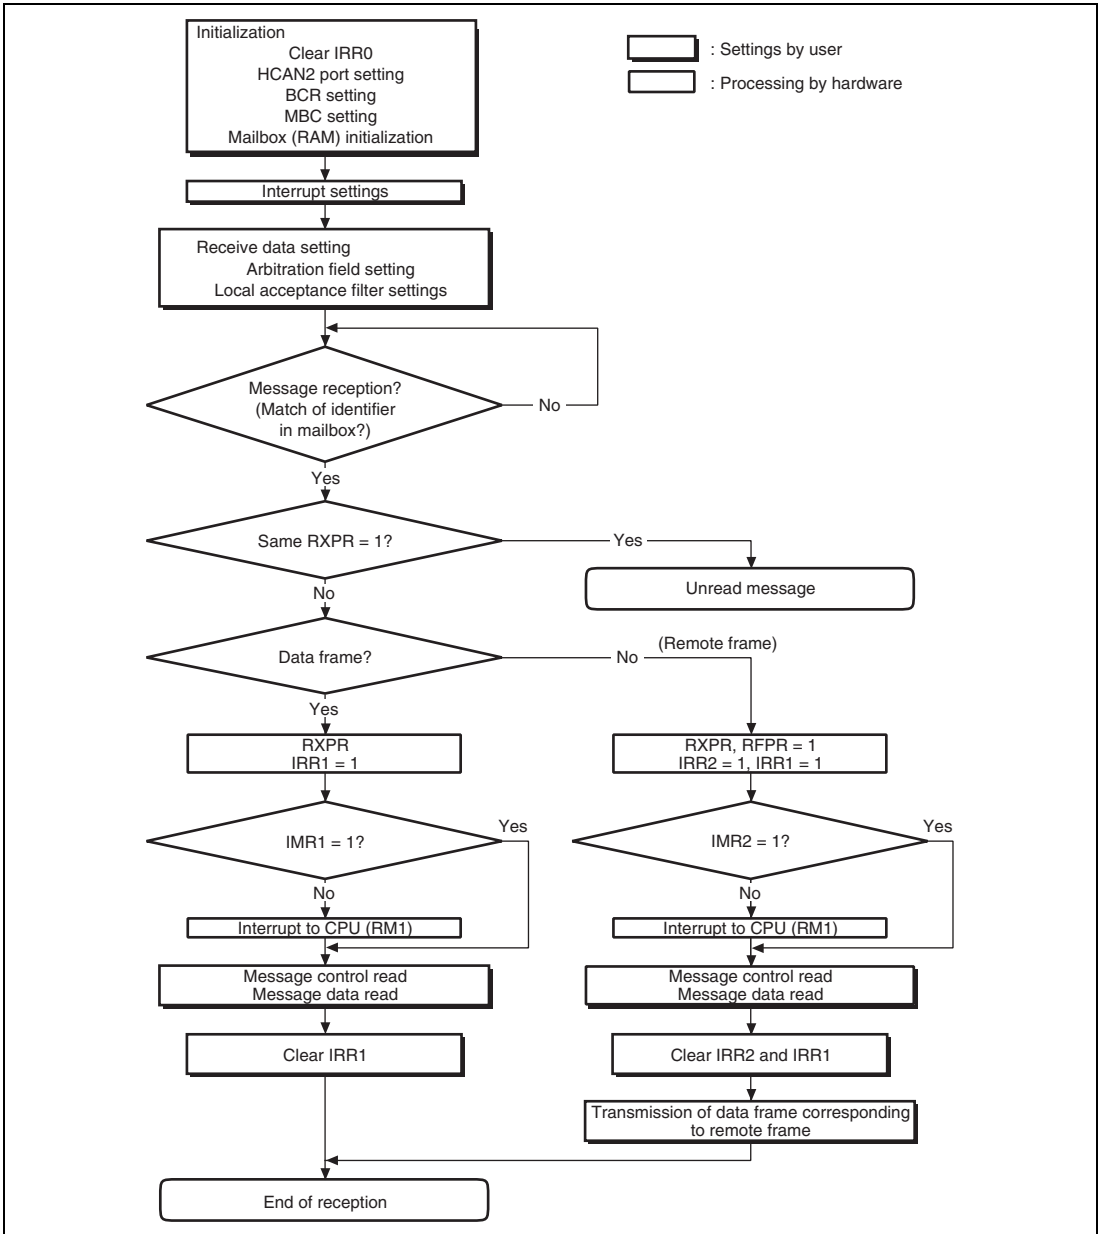 Initialization
Clear IRR0
HCAN2 port setting
BCR setting
MBC setting
Mailbox (RAM) initialization
: Settings by user
: Processing by hardware
Interrupt settings
Receive data setting
Arbitration field setting
Local acceptance filter settings
Message reception?
(Match of identifier
in mailbox?)
No
Yes
Same RXPR = 1?
Yes
Unread message
No
Data frame?
No
(Remote frame)
Yes
RXPR
IRR1 = 1
RXPR, RFPR = 1
IRR2 = 1, IRR1 = 1
IMR1 = 1?
Yes
IMR2 = 1?
Yes
No
No
Interrupt to CPU (RM1)
Interrupt to CPU (RM1)
Message control read
Message data read
Message control read
Message data read
Clear IRR1
Clear IRR2 and IRR1
Transmission of data frame corresponding
to remote frame
End of reception